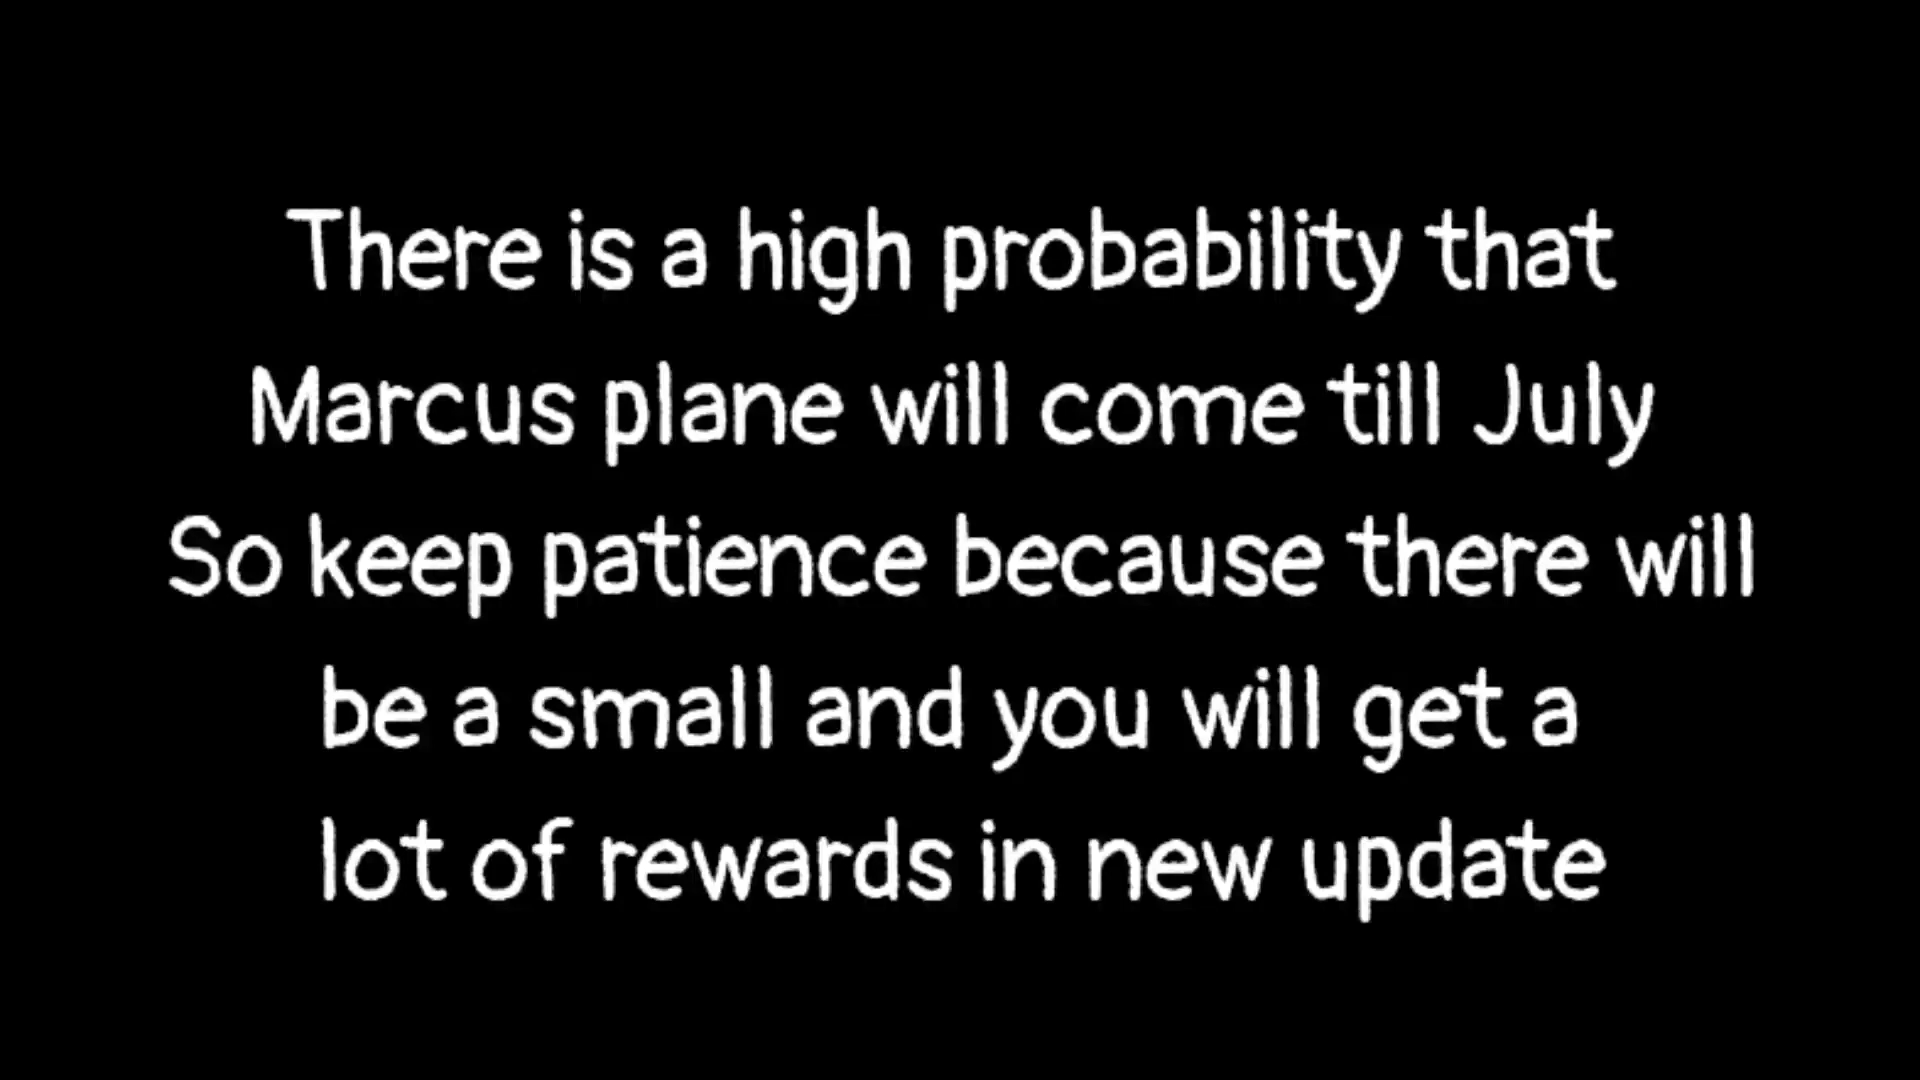 There is a high probability that
Marcus plane will come till July
So keep patience because there will
be a small and you will get a
lot of rewards in new update